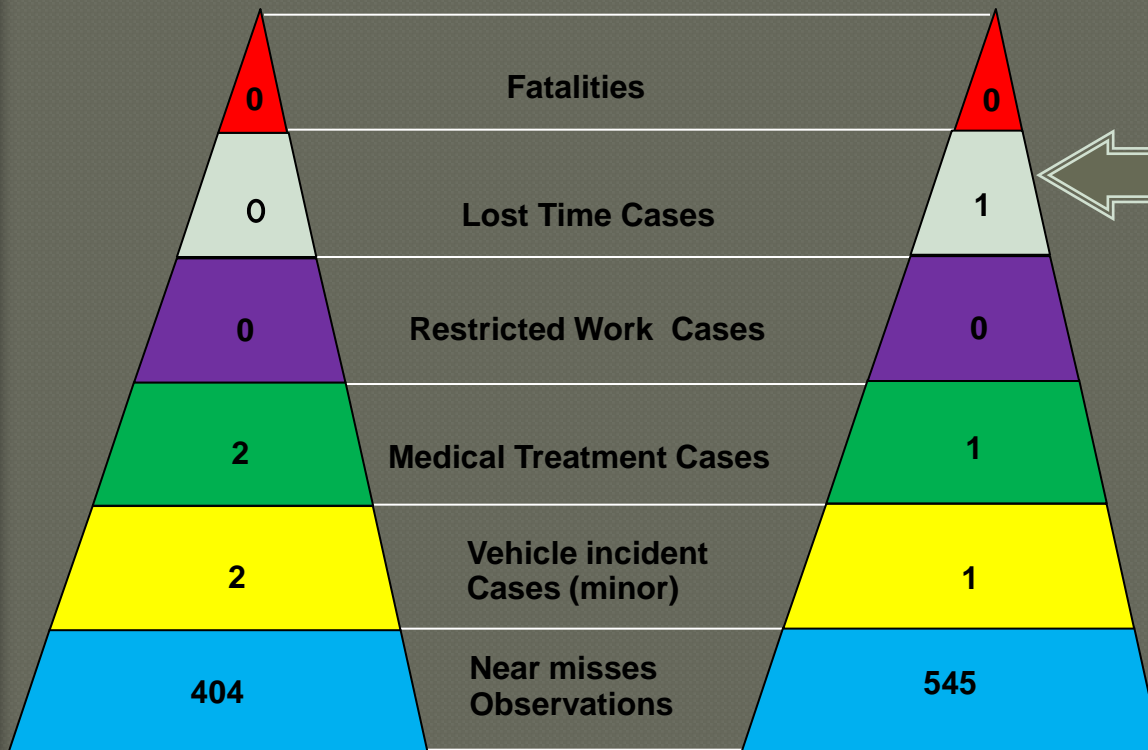 0 Fatalities 0
0 Lost Time Cases 1
0 Restricted Work Cases 0
2 Medical Treatment Cases 1
2 Vehicle incident 1
Cases (minor)
404 Near misses 545
Observations